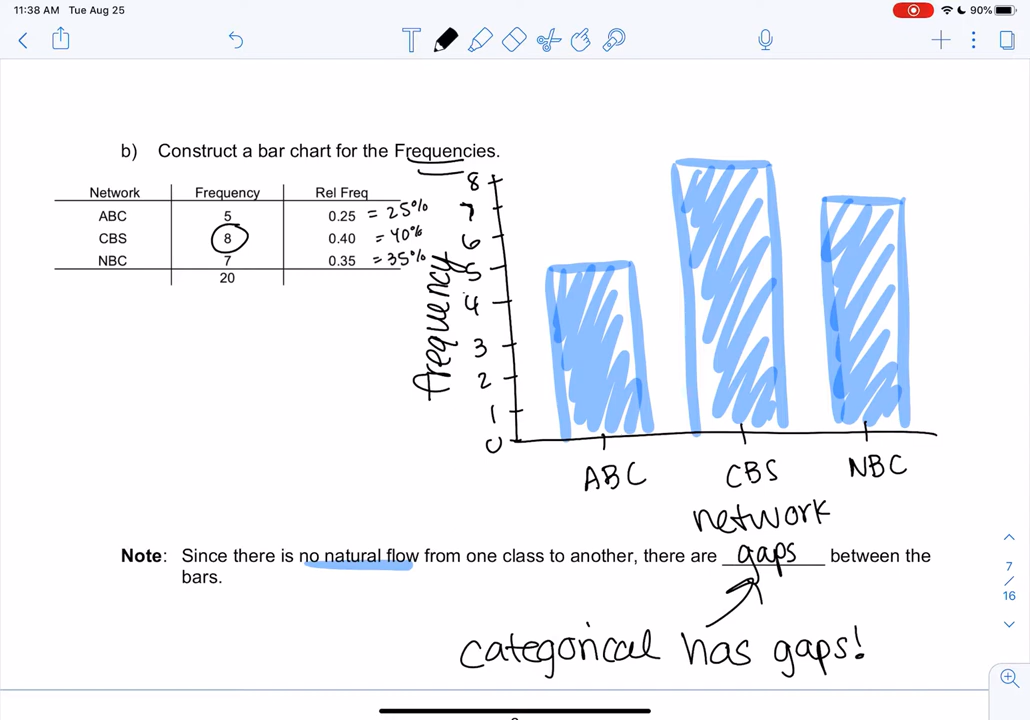 11:38 AM Tue Aug 25
90%
T
b) Construct a bar chart for the Frequencies.
Network Frequency Rel Freq
ABC 5 0.25 = 25%
CBS 8 0.40 = 40%
NBC 7 0.35 = 35%
20
frequency
8
7
6
5
4
3
2
1
0
ABC CBS NBC
network
Note: Since there is no natural flow from one class to another, there are gaps between the
bars.
categorical has gaps!
7
/
16